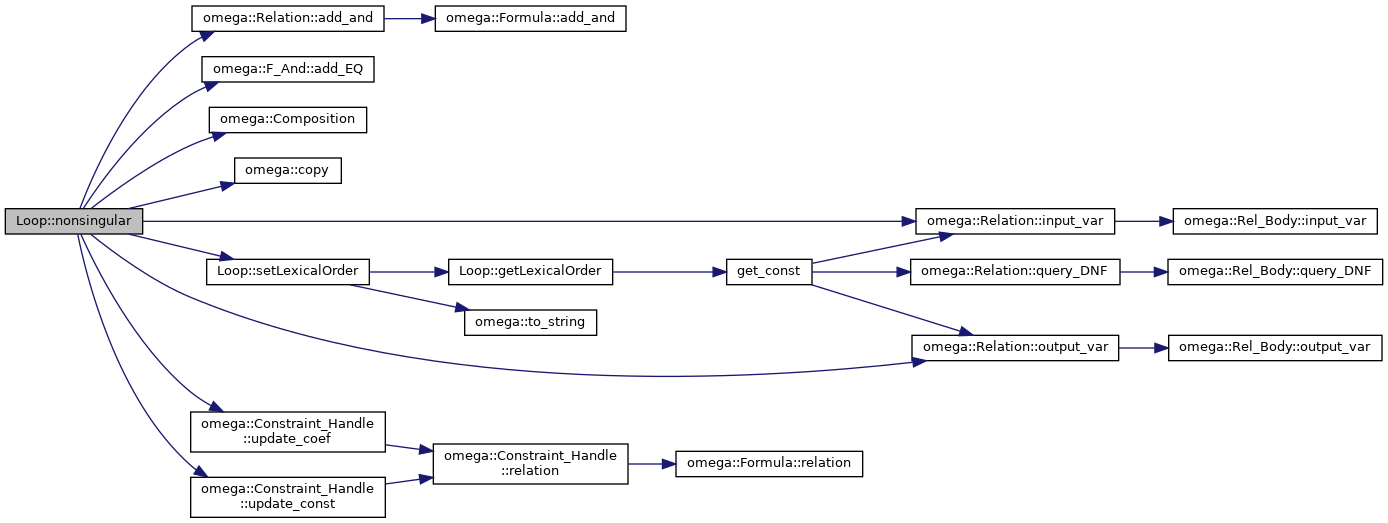 omega::Relation::add_and
omega::Formula::add_and
omega::F_And::add_EQ
omega::Composition
omega::copy
Loop::nonsingular
omega::Relation::input_var
omega::Rel_Body::input_var
Loop::setLexicalOrder
Loop::getLexicalOrder
get_const
omega::Relation::query_DNF
omega::Rel_Body::query_DNF
omega::to_string
omega::Relation::output_var
omega::Rel_Body::output_var
omega::Constraint_Handle
::update_coef
omega::Constraint_Handle
::relation
omega::Formula::relation
omega::Constraint_Handle
::update_const